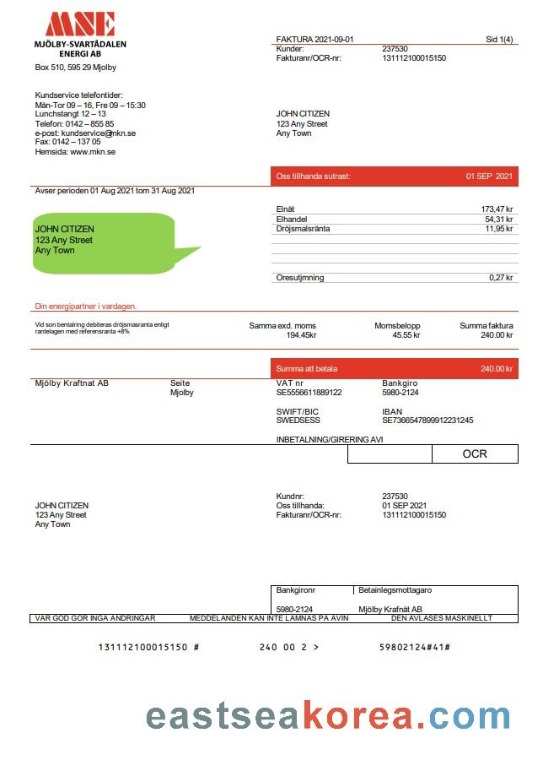 MSE
MJÖLBY-SVARTÅDALEN
ENERGI AB
Box 510, 595 29 Mjolby
FAKTURA 2021-09-01 Sid 1(4)
Kunder: 237530
Fakturanr/OCR-nr: 131112100015150
Kundservice telefontider:
Män-Tor 09 – 16, Fre 09 – 15:30
Lunchstangt 12 – 13
Telefon: 0142 – 855 85
e-post: kundservice@mkn.se
Fax: 0142 – 137 05
Hemsida: www.mkn.se
JOHN CITIZEN
123 Any Street
Any Town
Oss tillhanda sutrast: 01 SEP 2021
Avser perioden 01 Aug 2021 tom 31 Aug 2021
Elnät 173,47 kr
Elhandel 54,31 kr
Dröjsmalsränta 11,95 kr
Oresutjmning 0,27 kr
JOHN CITIZEN
123 Any Street
Any Town
Din energipartner i vardagen.
Vid son bentalring debiteras dröjsmasranta enligt
rantelagen med referensranta +8%
Samma exd. moms Momsbelopp Summa faktura
194.45kr 45.55 kr 240.00 kr
Summa att betala 240.00 kr
Mjölby Kraftnat AB Seite
Mjolby
VAT nr Bankgiro
SE5556611889122 5980-2124
SWIFT/BIC IBAN
SWEDSESS SE7366547899912231245
INBETALNING/GIRERING AVI
OCR
JOHN CITIZEN
123 Any Street
Any Town
Kundnr: 237530
Oss tillhanda: 01 SEP 2021
Fakturanr/OCR-nr: 131112100015150
Bankgironr Betainlegsmottagaro
5980-2124 Mjölby Krafnät AB
VAR GOD GOR INGA ANDRINGAR MEDDELANDEN KAN INTE LAMNAS PA AVIN DEN AVLASES MASKINELLT
131112100015150 # 240 00 2 > 59802124#41#
eastseakorea.com